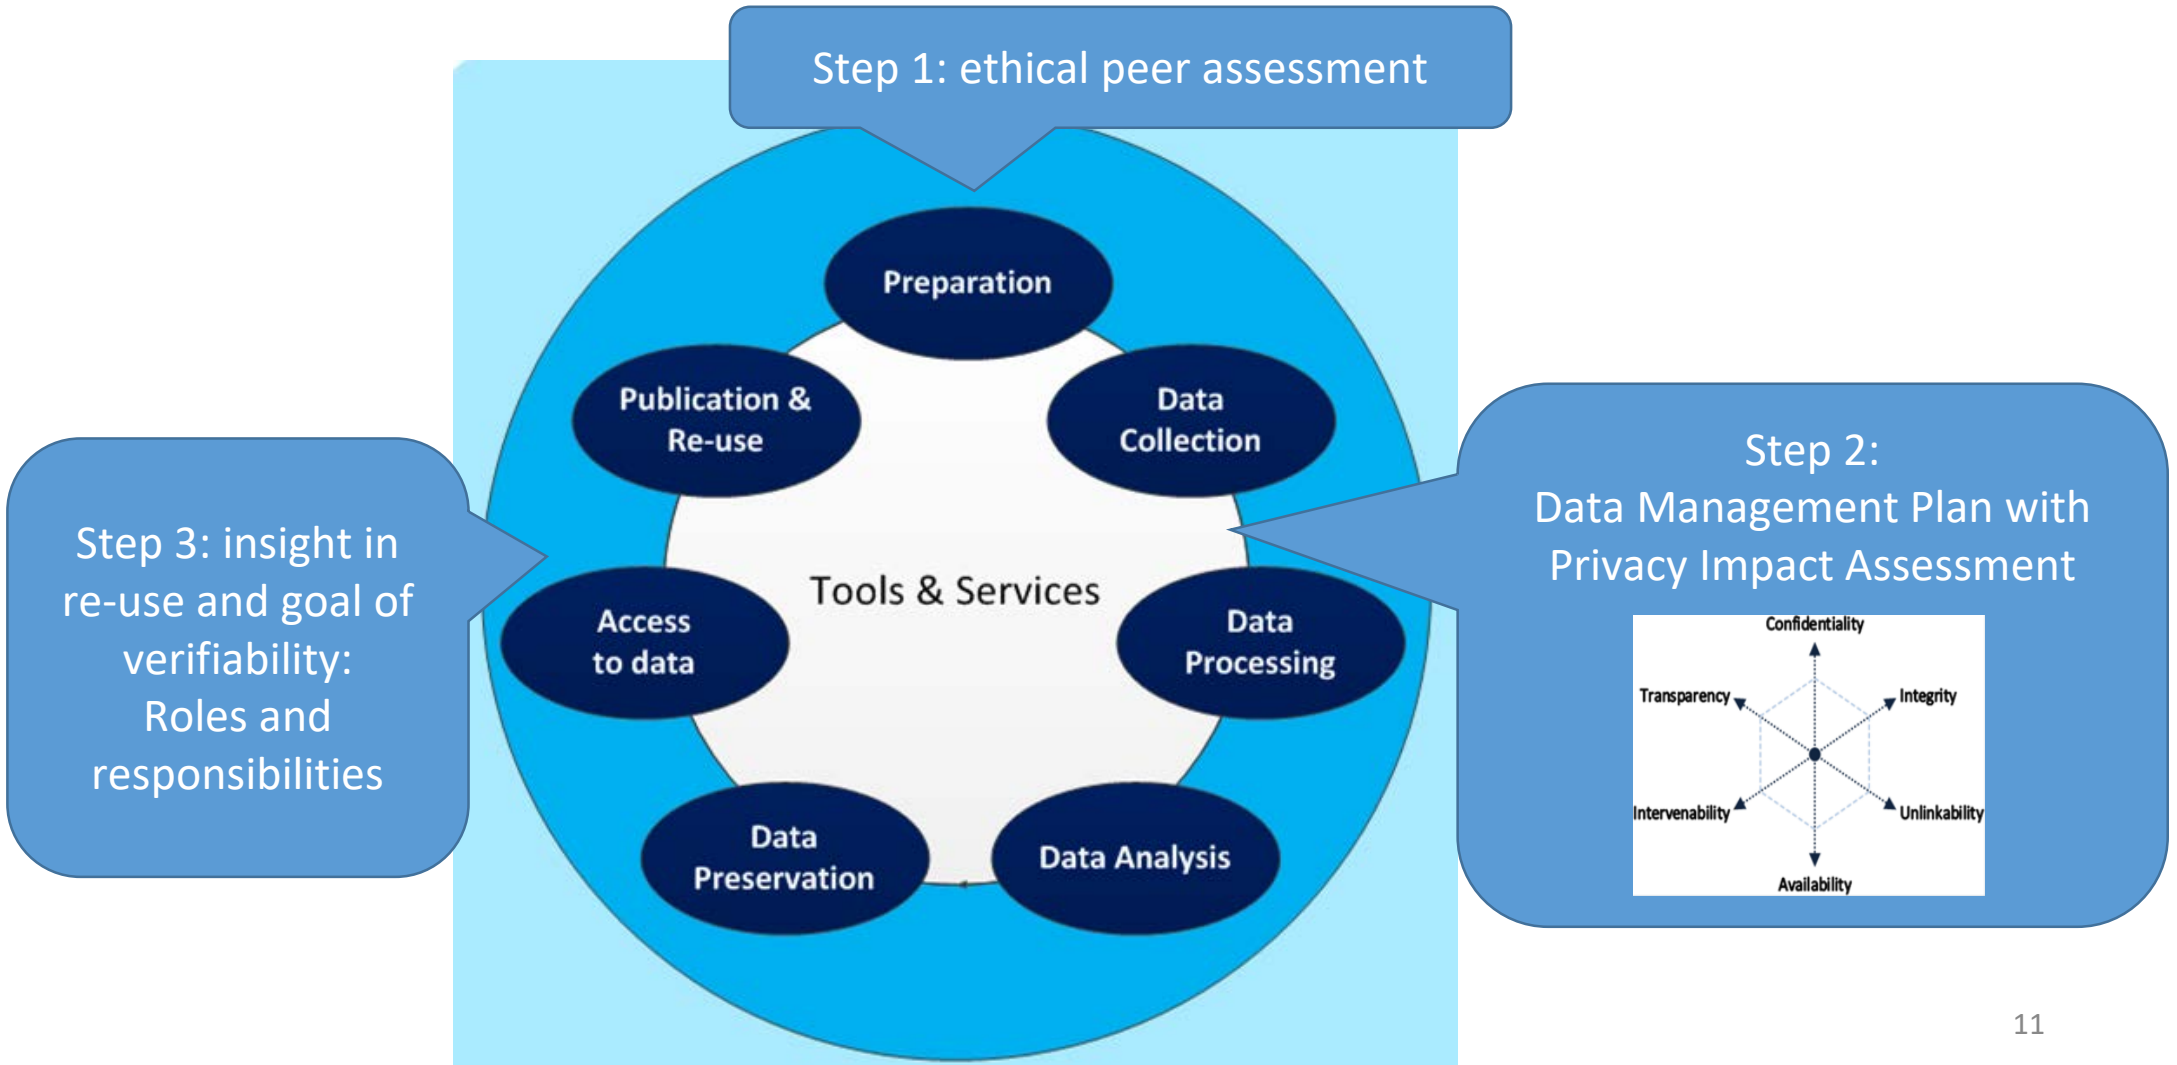 Step 1: ethical peer assessment
Preparation
Publication &
Re-use
Data
Collection
Step 3: insight in
re-use and goal of
verifiability:
Roles and
responsibilities
Tools & Services
Access
to data
Data
Processing
Data
Preservation
Data Analysis
Step 2:
Data Management Plan with
Privacy Impact Assessment
Confidentiality
Transparency
Integrity
Intervenability
Unlinkability
Availability
11